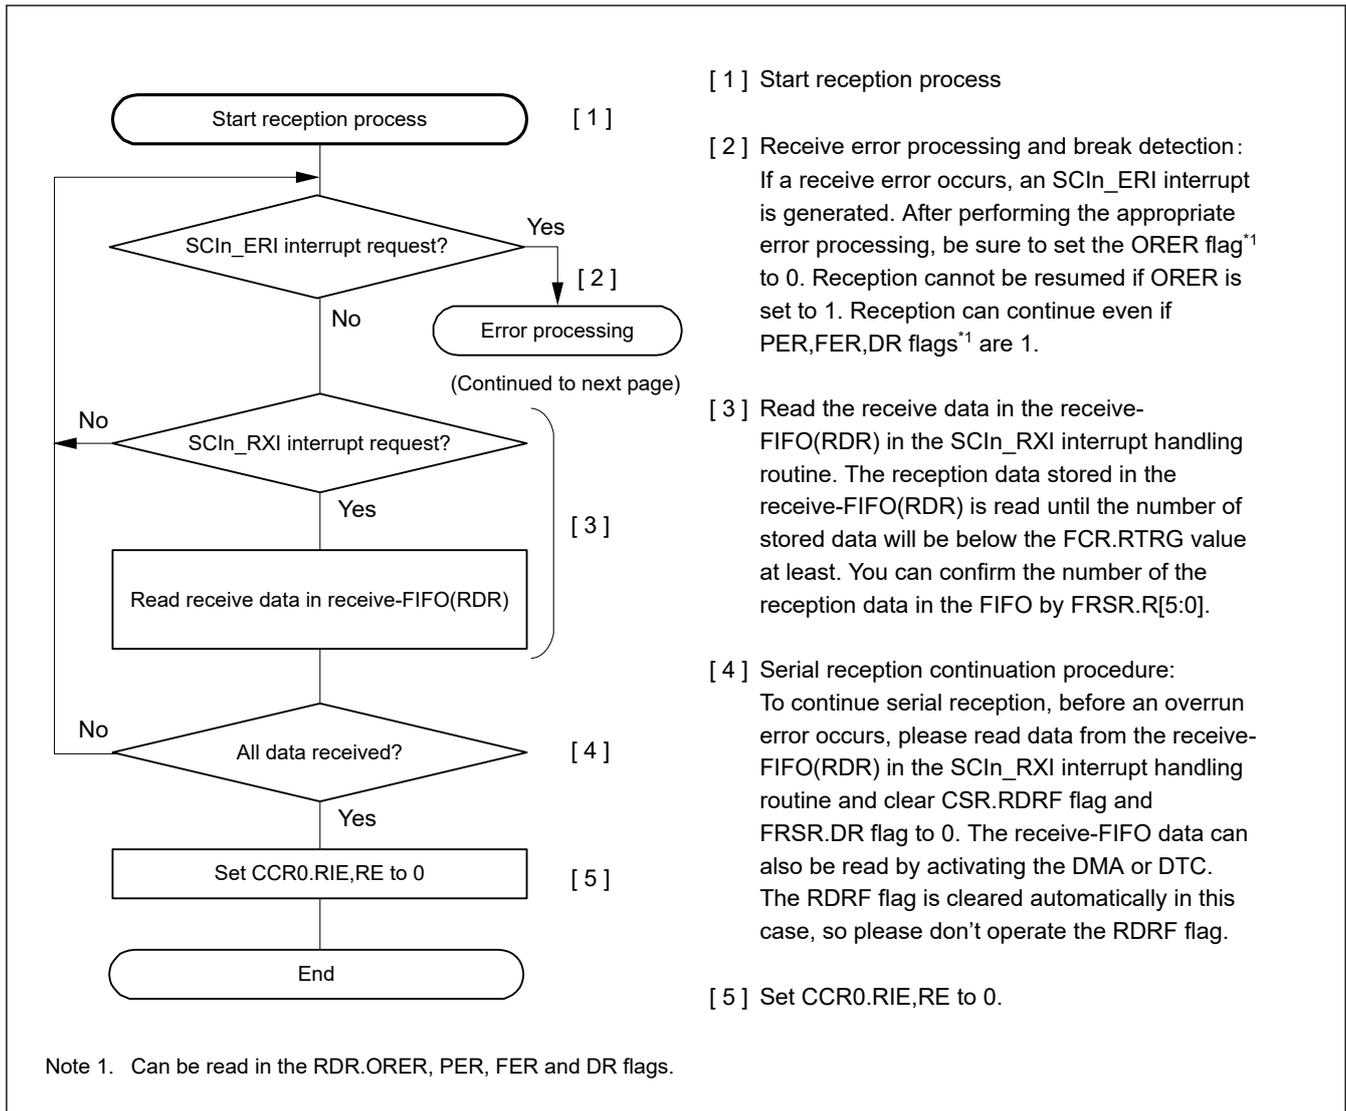 Start reception process
[ 1 ]
SCIn_ERI interrupt request?
Yes
[ 2 ]
No
Error processing
(Continued to next page)
No
SCIn_RXI interrupt request?
Yes
[ 3 ]
Read receive data in receive-FIFO(RDR)
No
All data received?
[ 4 ]
Yes
Set CCR0.RIE,RE to 0
[ 5 ]
End
[ 1 ] Start reception process
[ 2 ] Receive error processing and break detection:
If a receive error occurs, an SCIn_ERI interrupt
is generated. After performing the appropriate
error processing, be sure to set the ORER flag*1
to 0. Reception cannot be resumed if ORER is
set to 1. Reception can continue even if
PER,FER,DR flags*1 are 1.
[ 3 ] Read the receive data in the receive-
FIFO(RDR) in the SCIn_RXI interrupt handling
routine. The reception data stored in the
receive-FIFO(RDR) is read until the number of
stored data will be below the FCR.RTRG value
at least. You can confirm the number of the
reception data in the FIFO by FRSR.R[5:0].
[ 4 ] Serial reception continuation procedure:
To continue serial reception, before an overrun
error occurs, please read data from the receive-
FIFO(RDR) in the SCIn_RXI interrupt handling
routine and clear CSR.RDRF flag and
FRSR.DR flag to 0. The receive-FIFO data can
also be read by activating the DMA or DTC.
The RDRF flag is cleared automatically in this
case, so please don’t operate the RDRF flag.
[ 5 ] Set CCR0.RIE,RE to 0.
Note 1. Can be read in the RDR.ORER, PER, FER and DR flags.